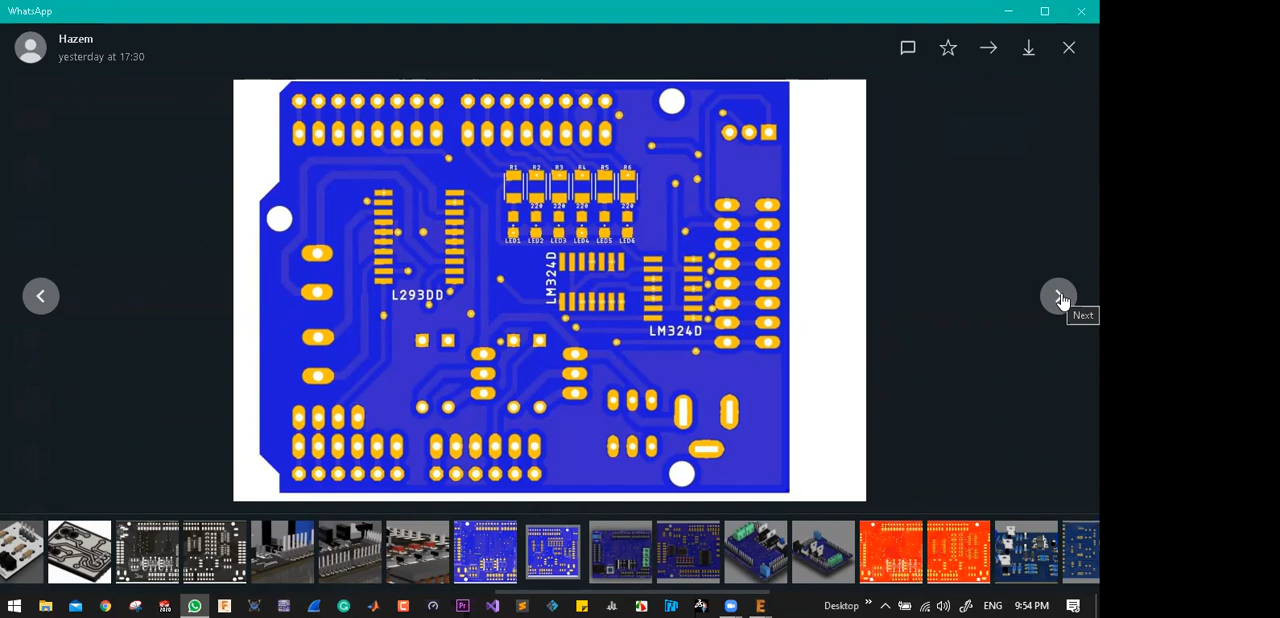 WhatsApp
Hazem
yesterday at 17:30
R1 R2 R3 R4 R5 R6
220 220 220 220 220
LED1 LED2 LED3 LED4 LED5 LED6
L293DD
LM324D
LM324D
Next
Desktop
ENG
9:54 PM